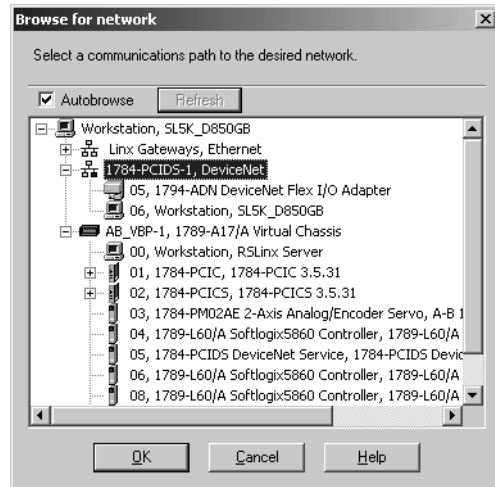 Browse for network
Select a communications path to the desired network.
Autobrowse Refresh
Workstation, SL5K_D850GB
Linx Gateways, Ethernet
1784-PCIDS-1, DeviceNet
05, 1794-ADN DeviceNet Flex I/O Adapter
06, Workstation, SL5K_D850GB
AB_VBP-1, 1789-A17/A Virtual Chassis
00, Workstation, RSLinx Server
01, 1784-PCIC, 1784-PCIC 3.5.31
02, 1784-PCICS, 1784-PCICS 3.5.31
03, 1784-PM02AE 2-Axis Analog/Encoder Servo, A-B 1
04, 1789-L60/A Softlogix5860 Controller, 1789-L60/A
05, 1784-PCIDS DeviceNet Service, 1784-PCIDS Devic
06, 1789-L60/A Softlogix5860 Controller, 1789-L60/A
08, 1789-L60/A Softlogix5860 Controller, 1789-L60/A
OK Cancel Help